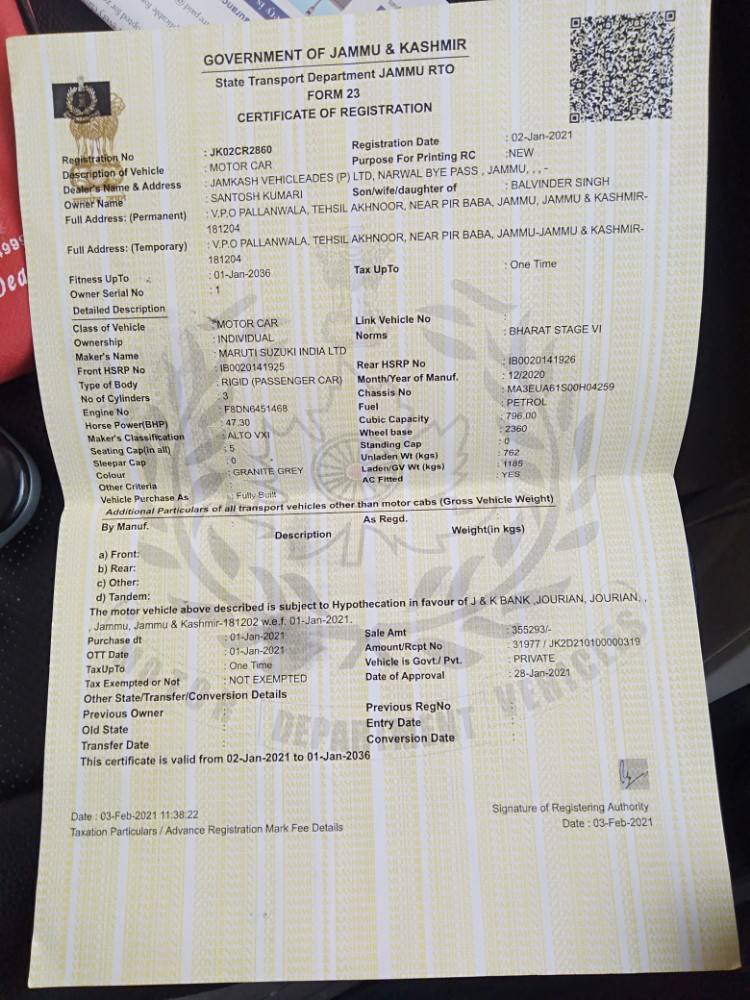 GOVERNMENT OF JAMMU & KASHMIR
State Transport Department JAMMU RTO
FORM 23
CERTIFICATE OF REGISTRATION
Registration No : JK02CR2860 Registration Date : 02-Jan-2021
Description of Vehicle : MOTOR CAR Purpose For Printing RC :NEW
Dealer's Name & Address : JAMKASH VEHICLEADES (P) LTD, NARWAL BYE PASS , JAMMU, , , -
Owner Name : SANTOSH KUMARI Son/wife/daughter of : BALVINDER SINGH
Full Address: (Permanent) : V.P.O PALLANWALA, TEHSIL AKHNOOR, NEAR PIR BABA, JAMMU, JAMMU & KASHMIR-
181204
Full Address: (Temporary) : V.P.O PALLANWALA, TEHSIL AKHNOOR, NEAR PIR BABA, JAMMU-JAMMU & KASHMIR-
181204
Fitness UpTo : 01-Jan-2036 Tax UpTo : One Time
Owner Serial No : 1
Detailed Description
Class of Vehicle : MOTOR CAR Link Vehicle No :
Ownership : INDIVIDUAL Norms : BHARAT STAGE VI
Maker's Name : MARUTI SUZUKI INDIA LTD
Front HSRP No : IB0020141925 Rear HSRP No : IB0020141926
Type of Body : RIGID (PASSENGER CAR) Month/Year of Manuf. : 12/2020
No of Cylinders : 3 Chassis No : MA3EUA61S00H04259
Engine No : F8DN6451468 Fuel : PETROL
Horse Power(BHP) : 47.30 Cubic Capacity : 796.00
Maker's Classification : ALTO VXI Wheel base : 2360
Seating Cap(in all) : 5 Standing Cap : 0
Sleepar Cap : 0 Unladen Wt (kgs) : 762
Colour : GRANITE GREY Laden/GV Wt (kgs) : 1185
Other Criteria AC Fitted : YES
Vehicle Purchase As : Fully Built
Additional Particulars of all transport vehicles other than motor cabs (Gross Vehicle Weight)
By Manuf. : As Regd. :
Description Weight(in kgs)
a) Front:
b) Rear:
c) Other:
d) Tandem:
The motor vehicle above described is subject to Hypothecation in favour of J & K BANK ,JOURIAN, JOURIAN, ,
, Jammu, Jammu & Kashmir-181202 w.e.f. 01-Jan-2021.
Purchase dt : 01-Jan-2021 Sale Amt : 355293/-
OTT Date : 01-Jan-2021 Amount/Rcpt No : 31977 / JK2D210100000319
TaxUpTo : One Time Vehicle is Govt./ Pvt. : PRIVATE
Tax Exempted or Not : NOT EXEMPTED Date of Approval : 28-Jan-2021
Other State/Transfer/Conversion Details
Previous Owner : Previous RegNo :
Old State : Entry Date :
Transfer Date : Conversion Date :
This certificate is valid from 02-Jan-2021 to 01-Jan-2036
Date : 03-Feb-2021 11:38:22 Signature of Registering Authority
Taxation Particulars / Advance Registration Mark Fee Details Date : 03-Feb-2021
MOTOR VEHICLES DEPARTMENT